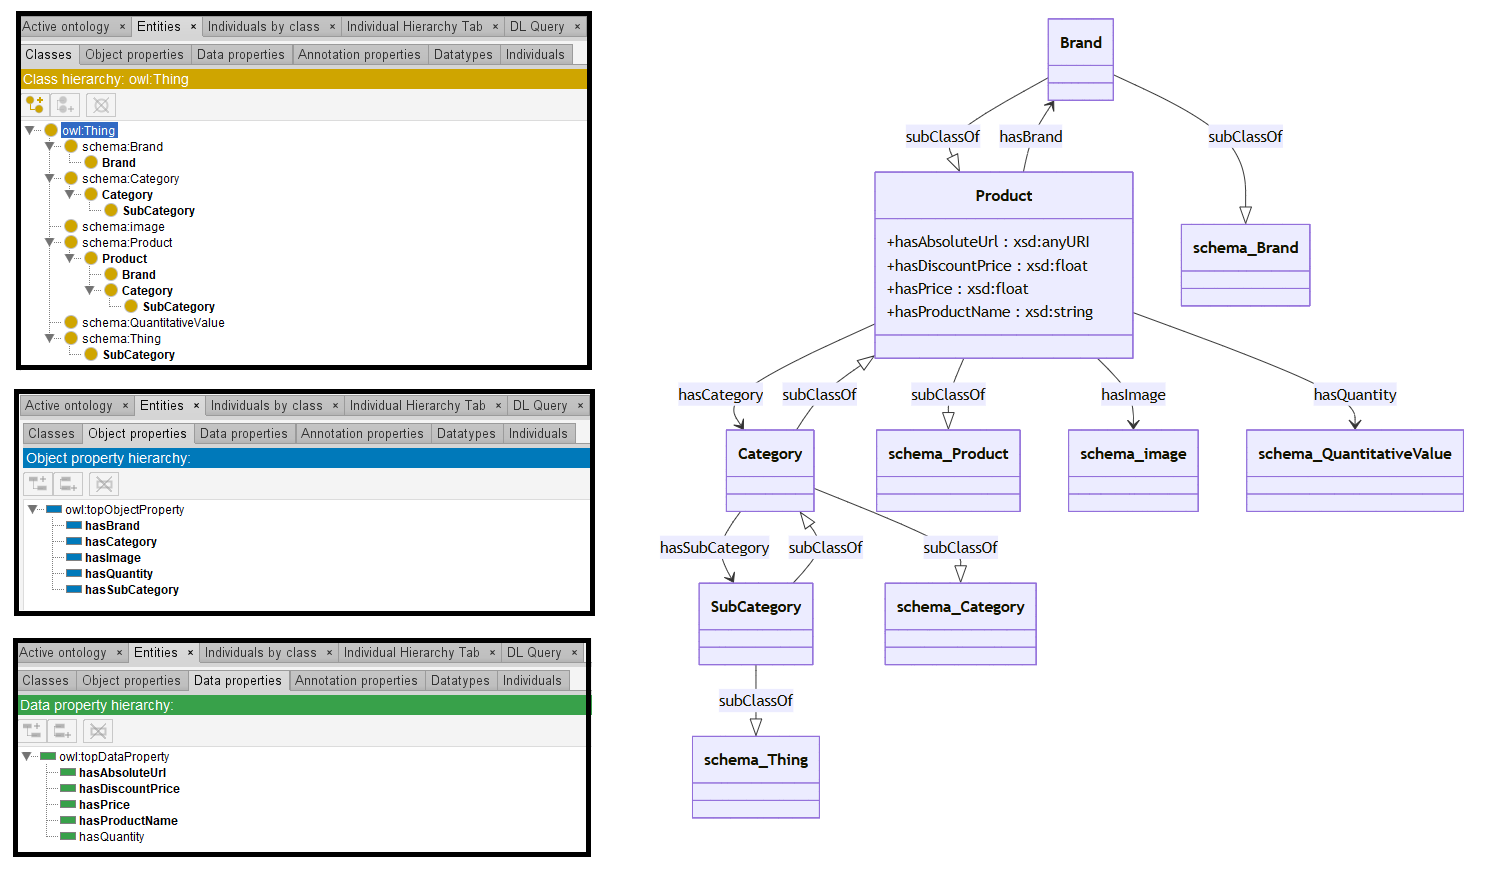 Active ontology × Entities × Individuals by class × Individual Hierarchy Tab × DL Query ×
Classes Object properties Data properties Annotation properties Datatypes Individuals
Class hierarchy: owl:Thing
owl:Thing
schema:Brand
Brand
schema:Category
Category
SubCategory
schema:image
schema:Product
Product
Brand
Category
SubCategory
schema:QuantitativeValue
schema:Thing
SubCategory
Active ontology × Entities × Individuals by class × Individual Hierarchy Tab × DL Query ×
Classes Object properties Data properties Annotation properties Datatypes Individuals
Object property hierarchy:
owl:topObjectProperty
hasBrand
hasCategory
hasImage
hasQuantity
hasSubCategory
Active ontology × Entities × Individuals by class × Individual Hierarchy Tab × DL Query ×
Classes Object properties Data properties Annotation properties Datatypes Individuals
Data property hierarchy:
owl:topDataProperty
hasAbsoluteUrl
hasDiscountPrice
hasPrice
hasProductName
hasQuantity
Brand
subClassOf hasBrand subClassOf
Product
+hasAbsoluteUrl : xsd:anyURI
+hasDiscountPrice : xsd:float
+hasPrice : xsd:float
+hasProductName : xsd:string
schema_Brand
hasCategory subClassOf subClassOf hasImage hasQuantity
Category schema_Product schema_image schema_QuantitativeValue
hasSubCategory subClassOf subClassOf
SubCategory schema_Category
subClassOf
schema_Thing